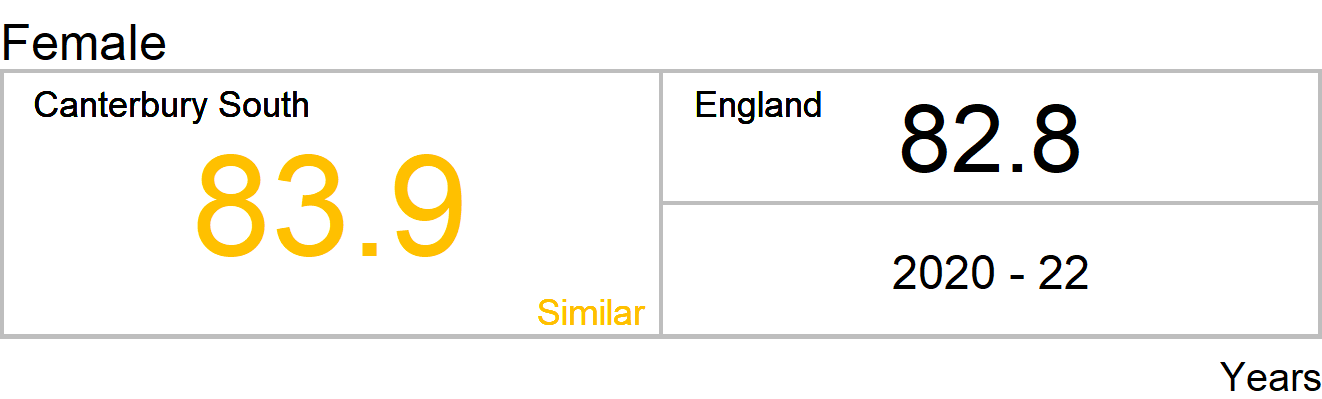 Female
Canterbury South
83.9
Similar
England
82.8
2020 - 22
Years